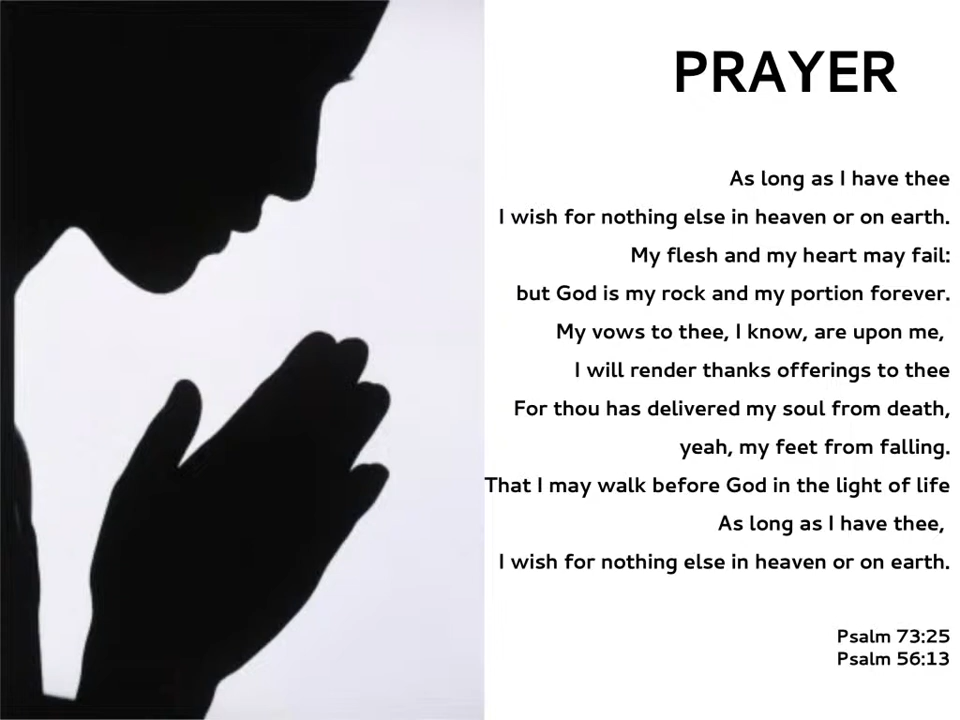 PRAYER
As long as I have thee
I wish for nothing else in heaven or on earth.
My flesh and my heart may fail:
but God is my rock and my portion forever.
My vows to thee, I know, are upon me,
I will render thanks offerings to thee
For thou has delivered my soul from death,
yeah, my feet from falling.
That I may walk before God in the light of life
As long as I have thee,
I wish for nothing else in heaven or on earth.
Psalm 73:25
Psalm 56:13